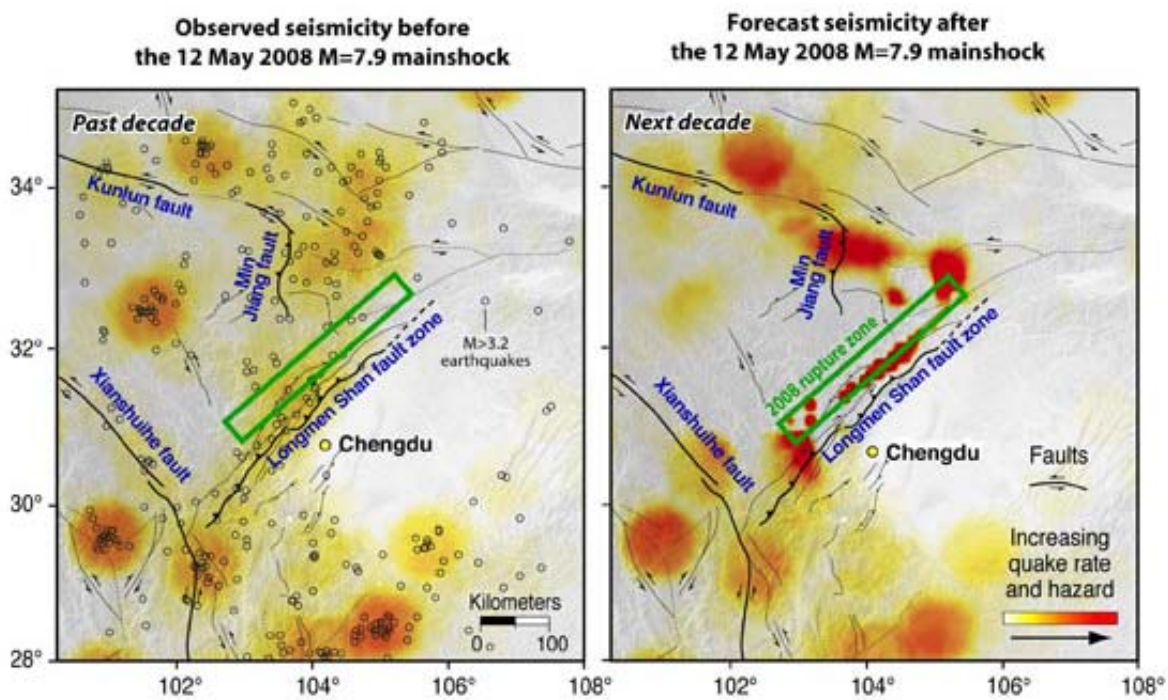 Observed seismicity before
the 12 May 2008 M=7.9 mainshock
Past decade
34°
32°
30°
28°
Kunlun fault
Min
Jiang fault
M>3.2
earthquakes
Xianshuihe fault
Longmen Shan fault zone
Chengdu
Kilometers
0 100
102° 104° 106° 108°
Forecast seismicity after
the 12 May 2008 M=7.9 mainshock
Next decade
Kunlun fault
Min
Jiang fault
2008 rupture zone
Xianshuihe fault
Longmen Shan fault zone
Chengdu
Faults
Increasing
quake rate
and hazard
102° 104° 106° 108°